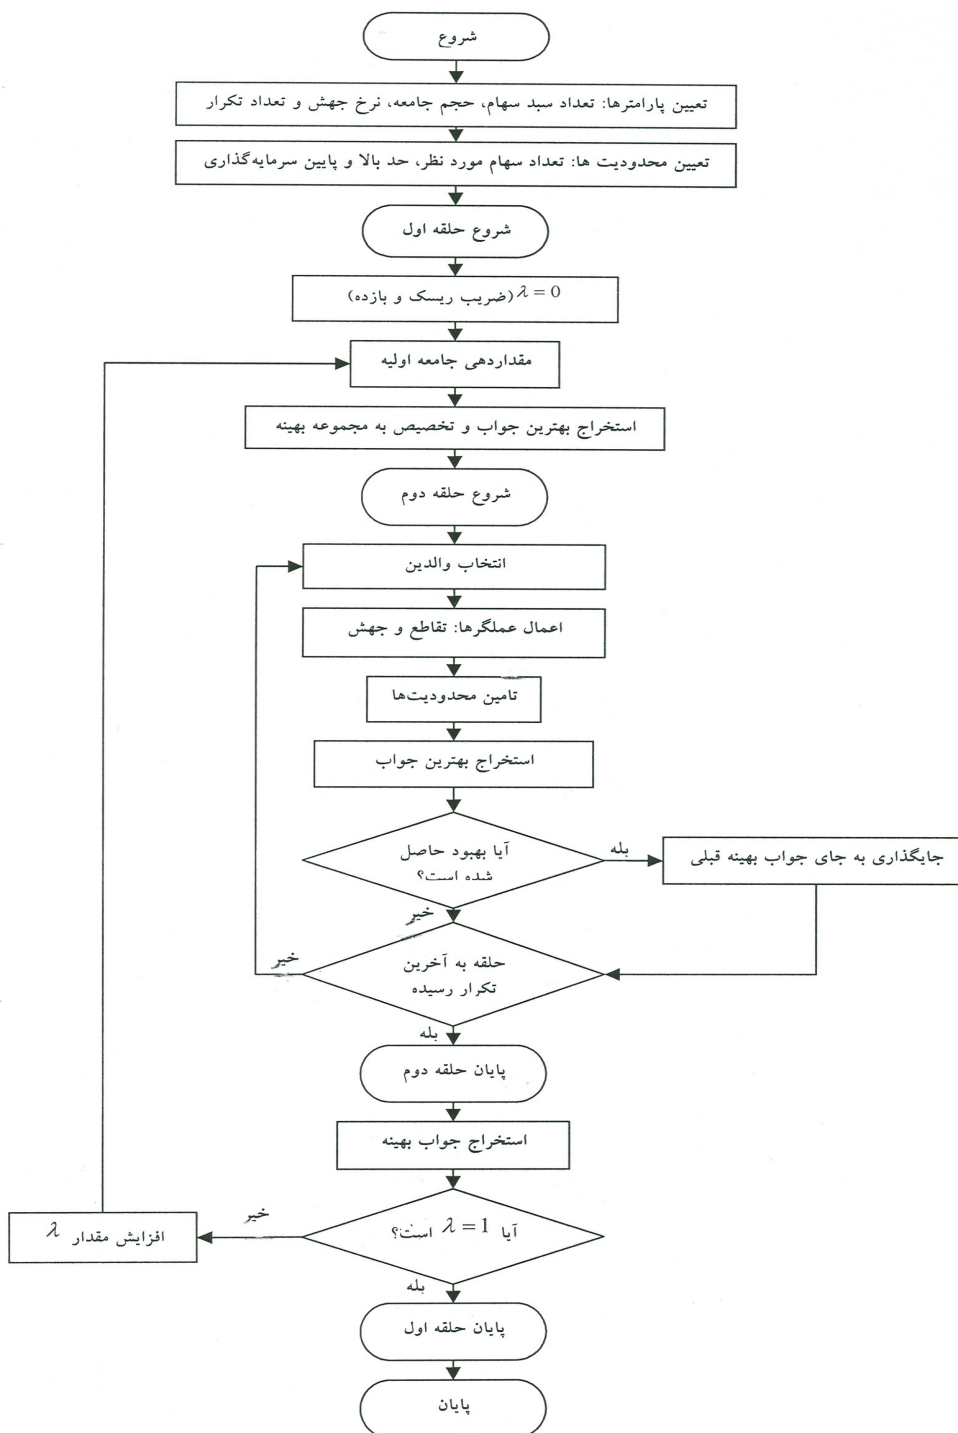 شروع
تعیین پارامترها: تعداد سبد سهام، حجم جامعه، نرخ جهش و تعداد تکرار
تعیین محدودیت ها: تعداد سهام مورد نظر، حد بالا و پایین سرمایه‌گذاری
شروع حلقه اول
λ = 0 (ضریب ریسک و بازده)
مقداردهی جامعه اولیه
استخراج بهترین جواب و تخصیص به مجموعه بهینه
شروع حلقه دوم
انتخاب والدین
اعمال عملگرها: تقاطع و جهش
تامین محدودیت‌ها
استخراج بهترین جواب
آیا بهبود حاصل
شده است؟
بله
جایگذاری به جای جواب بهینه قبلی
خیر
حلقه به آخرین
تکرار رسیده
خیر
بله
پایان حلقه دوم
استخراج جواب بهینه
آیا λ = 1 است؟
خیر
افزایش مقدار λ
بله
پایان حلقه اول
پایان